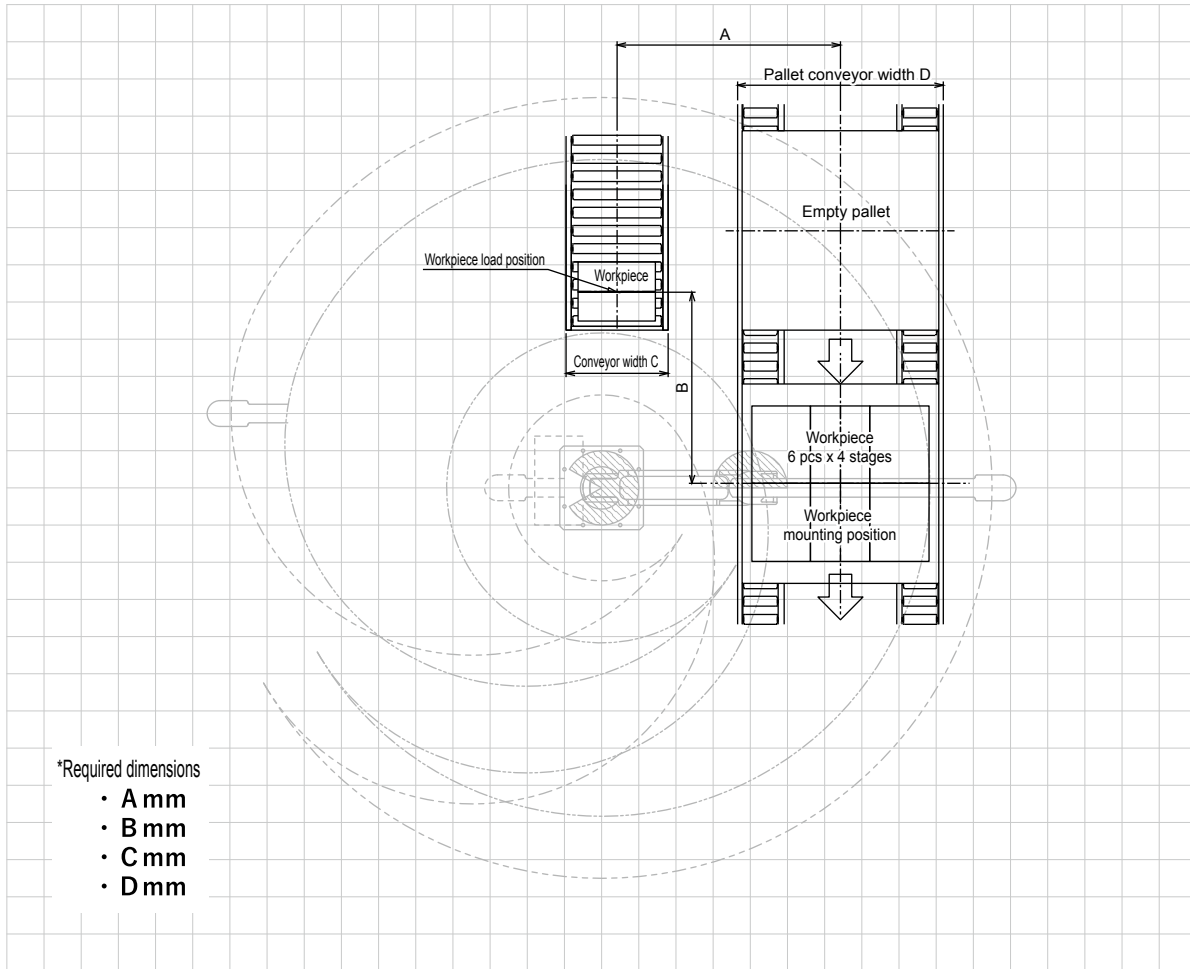 A
Pallet conveyor width D
Empty pallet
Workpiece load position
Workpiece
Conveyor width C
B
Workpiece
6 pcs x 4 stages
Workpiece
mounting position
*Required dimensions
・ A mm
・ B mm
・ C mm
・ D mm